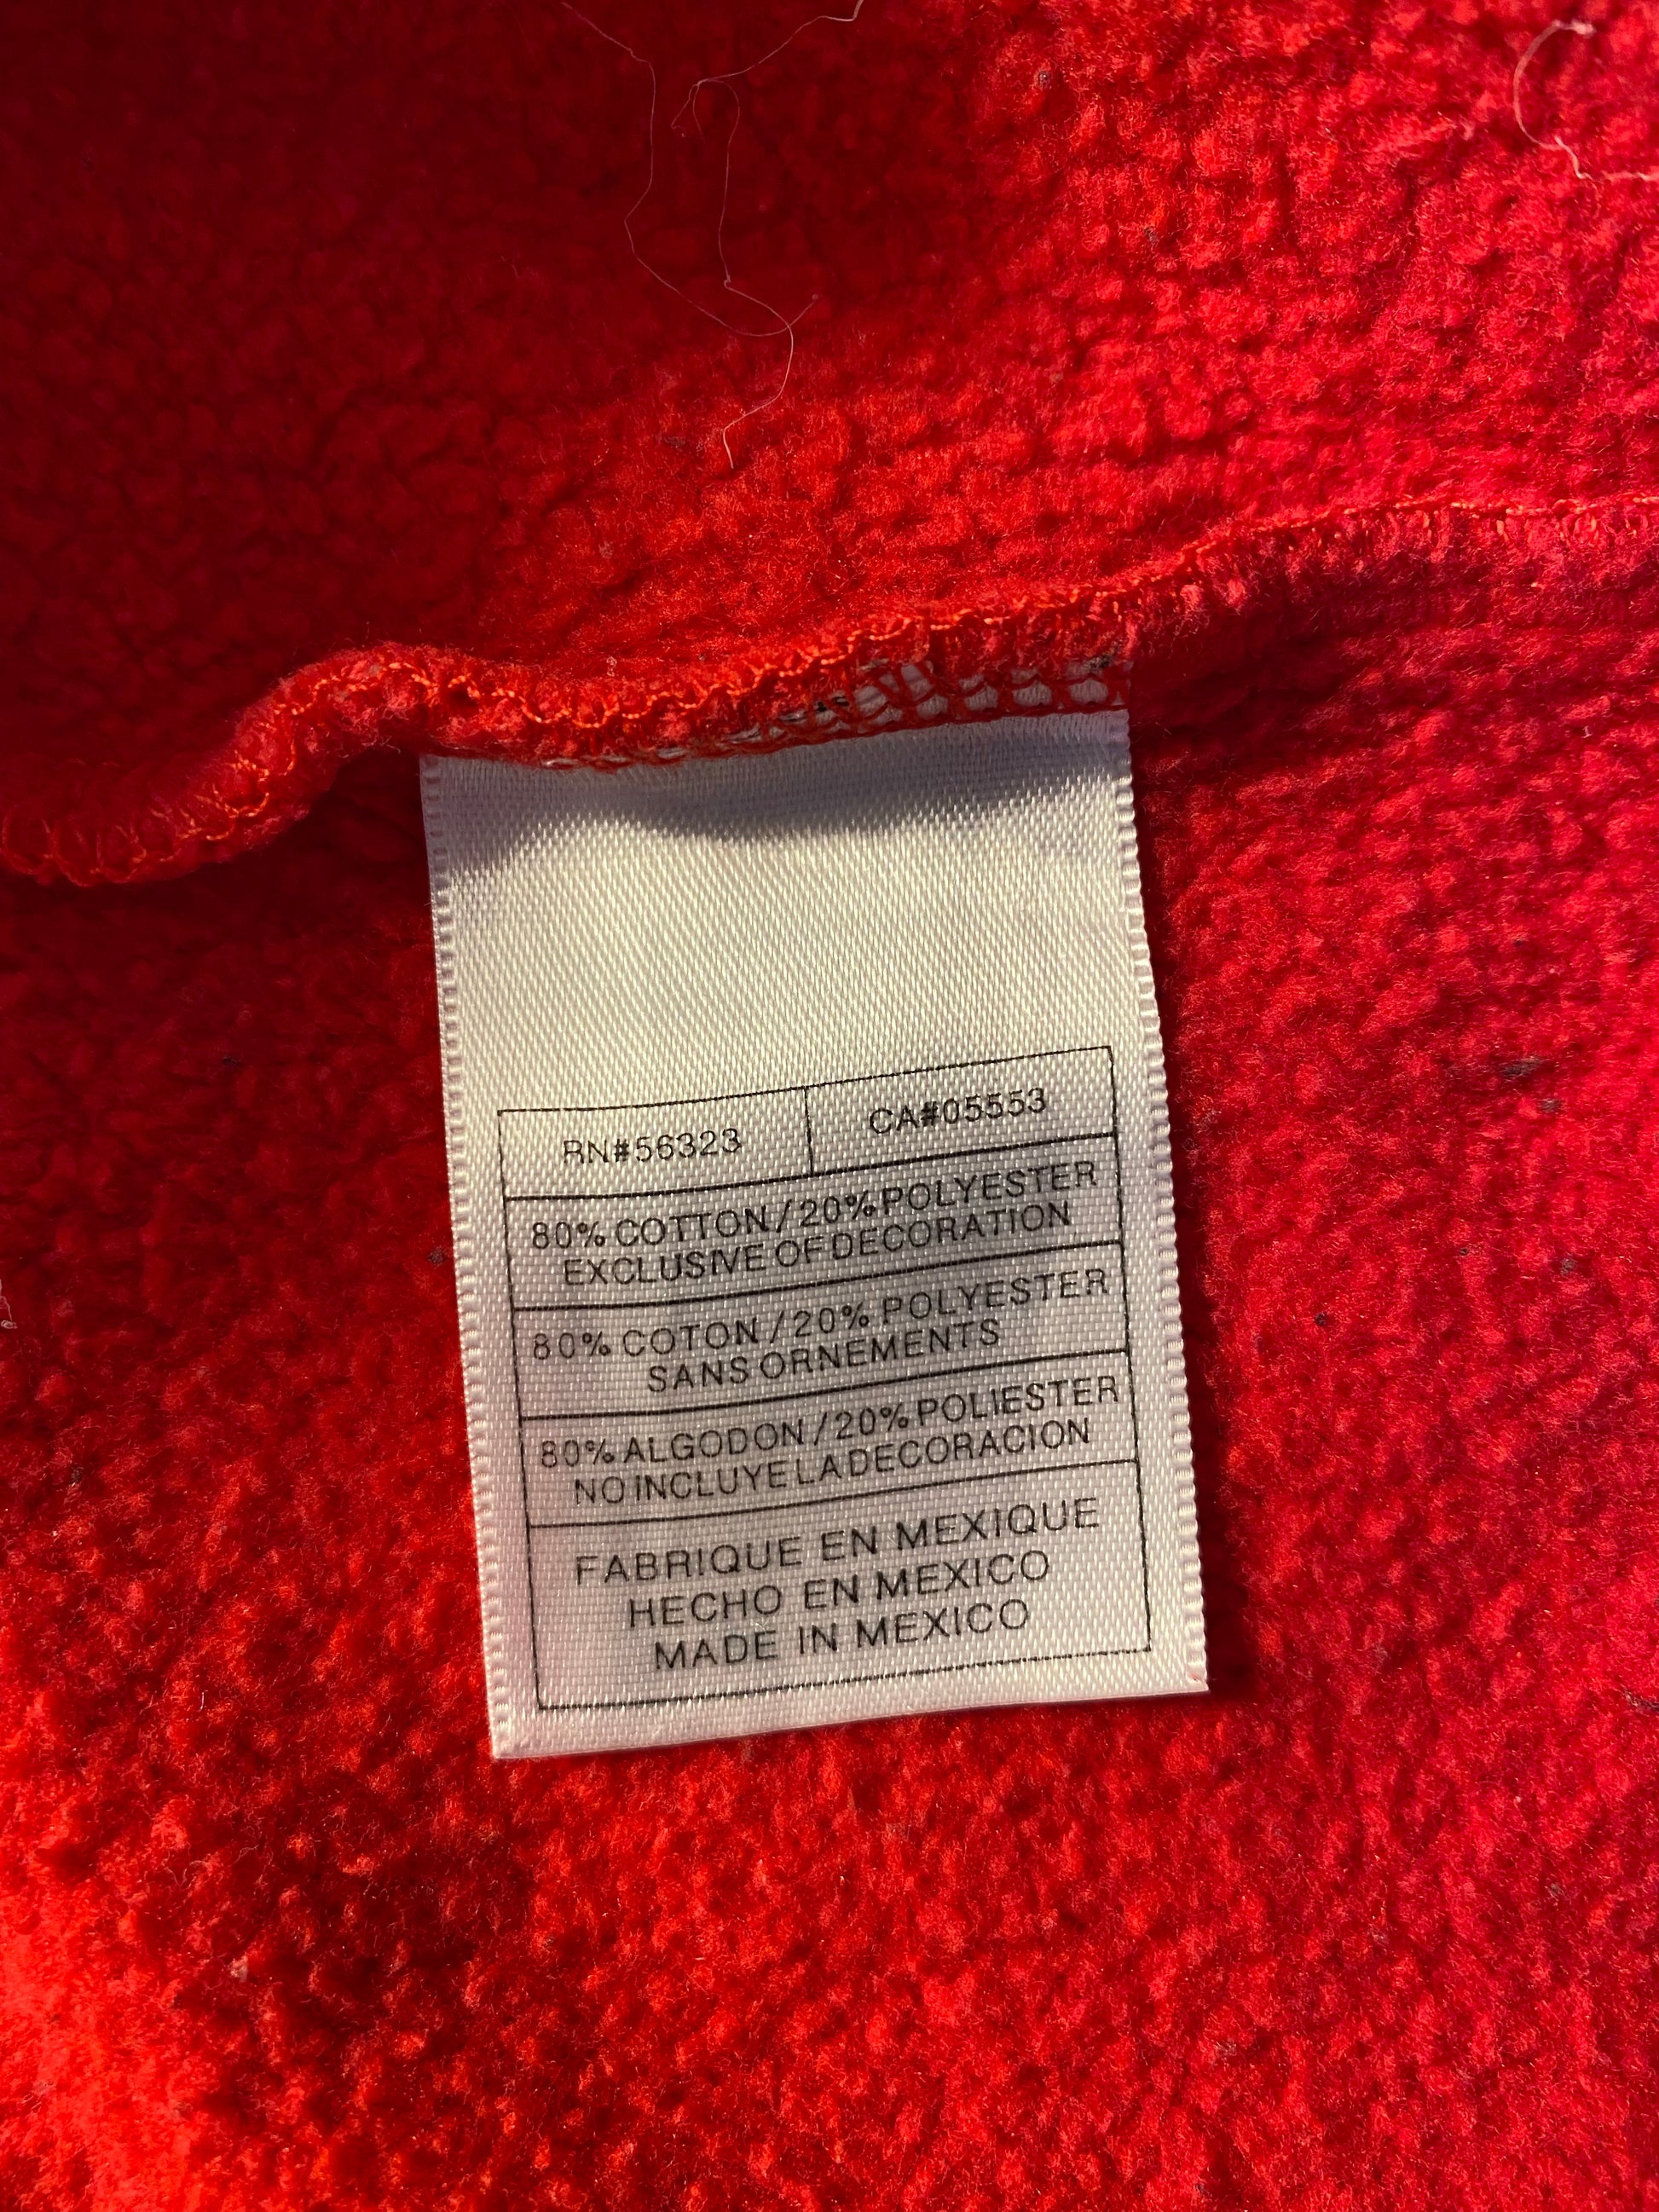 RN#56323 CA#05553
80% COTTON/20% POLYESTER
EXCLUSIVE OF DECORATION
80% COTON/20% POLYESTER
SANS ORNEMENTS
80% ALGODON/20% POLIESTER
NO INCLUYE LA DECORACION
FABRIQUE EN MEXIQUE
HECHO EN MEXICO
MADE IN MEXICO